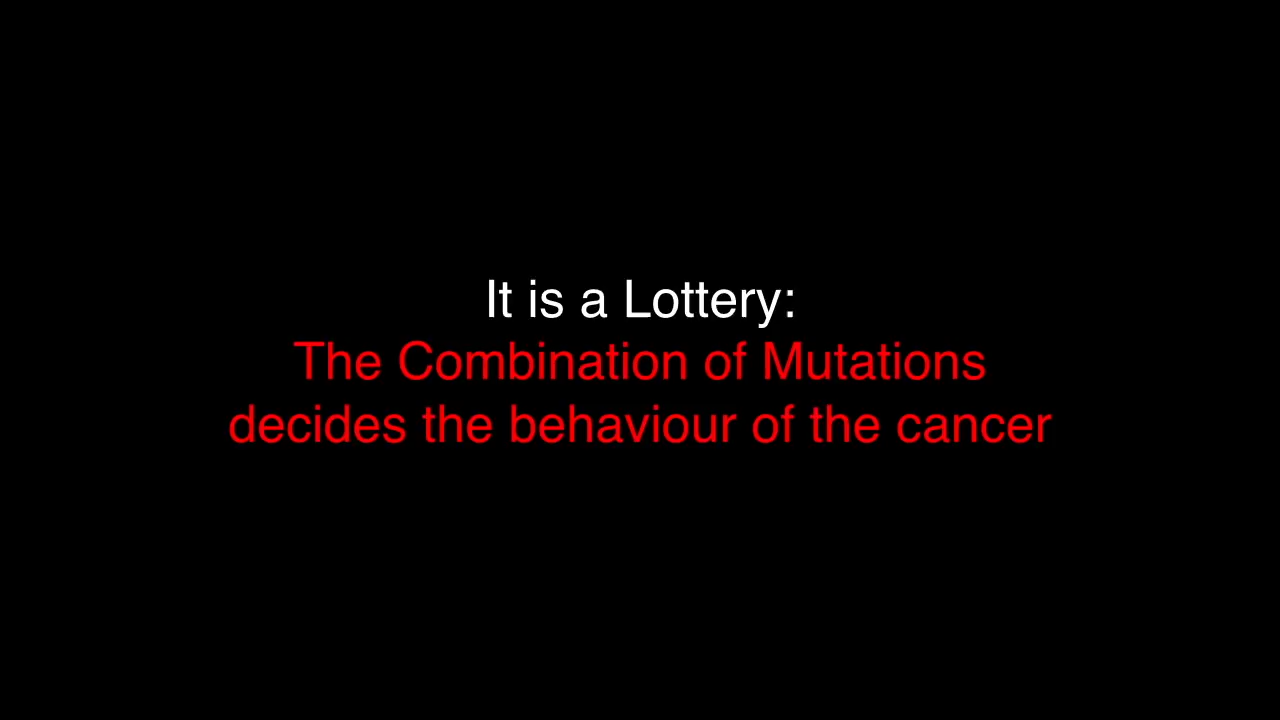 It is a Lottery:
The Combination of Mutations
decides the behaviour of the cancer